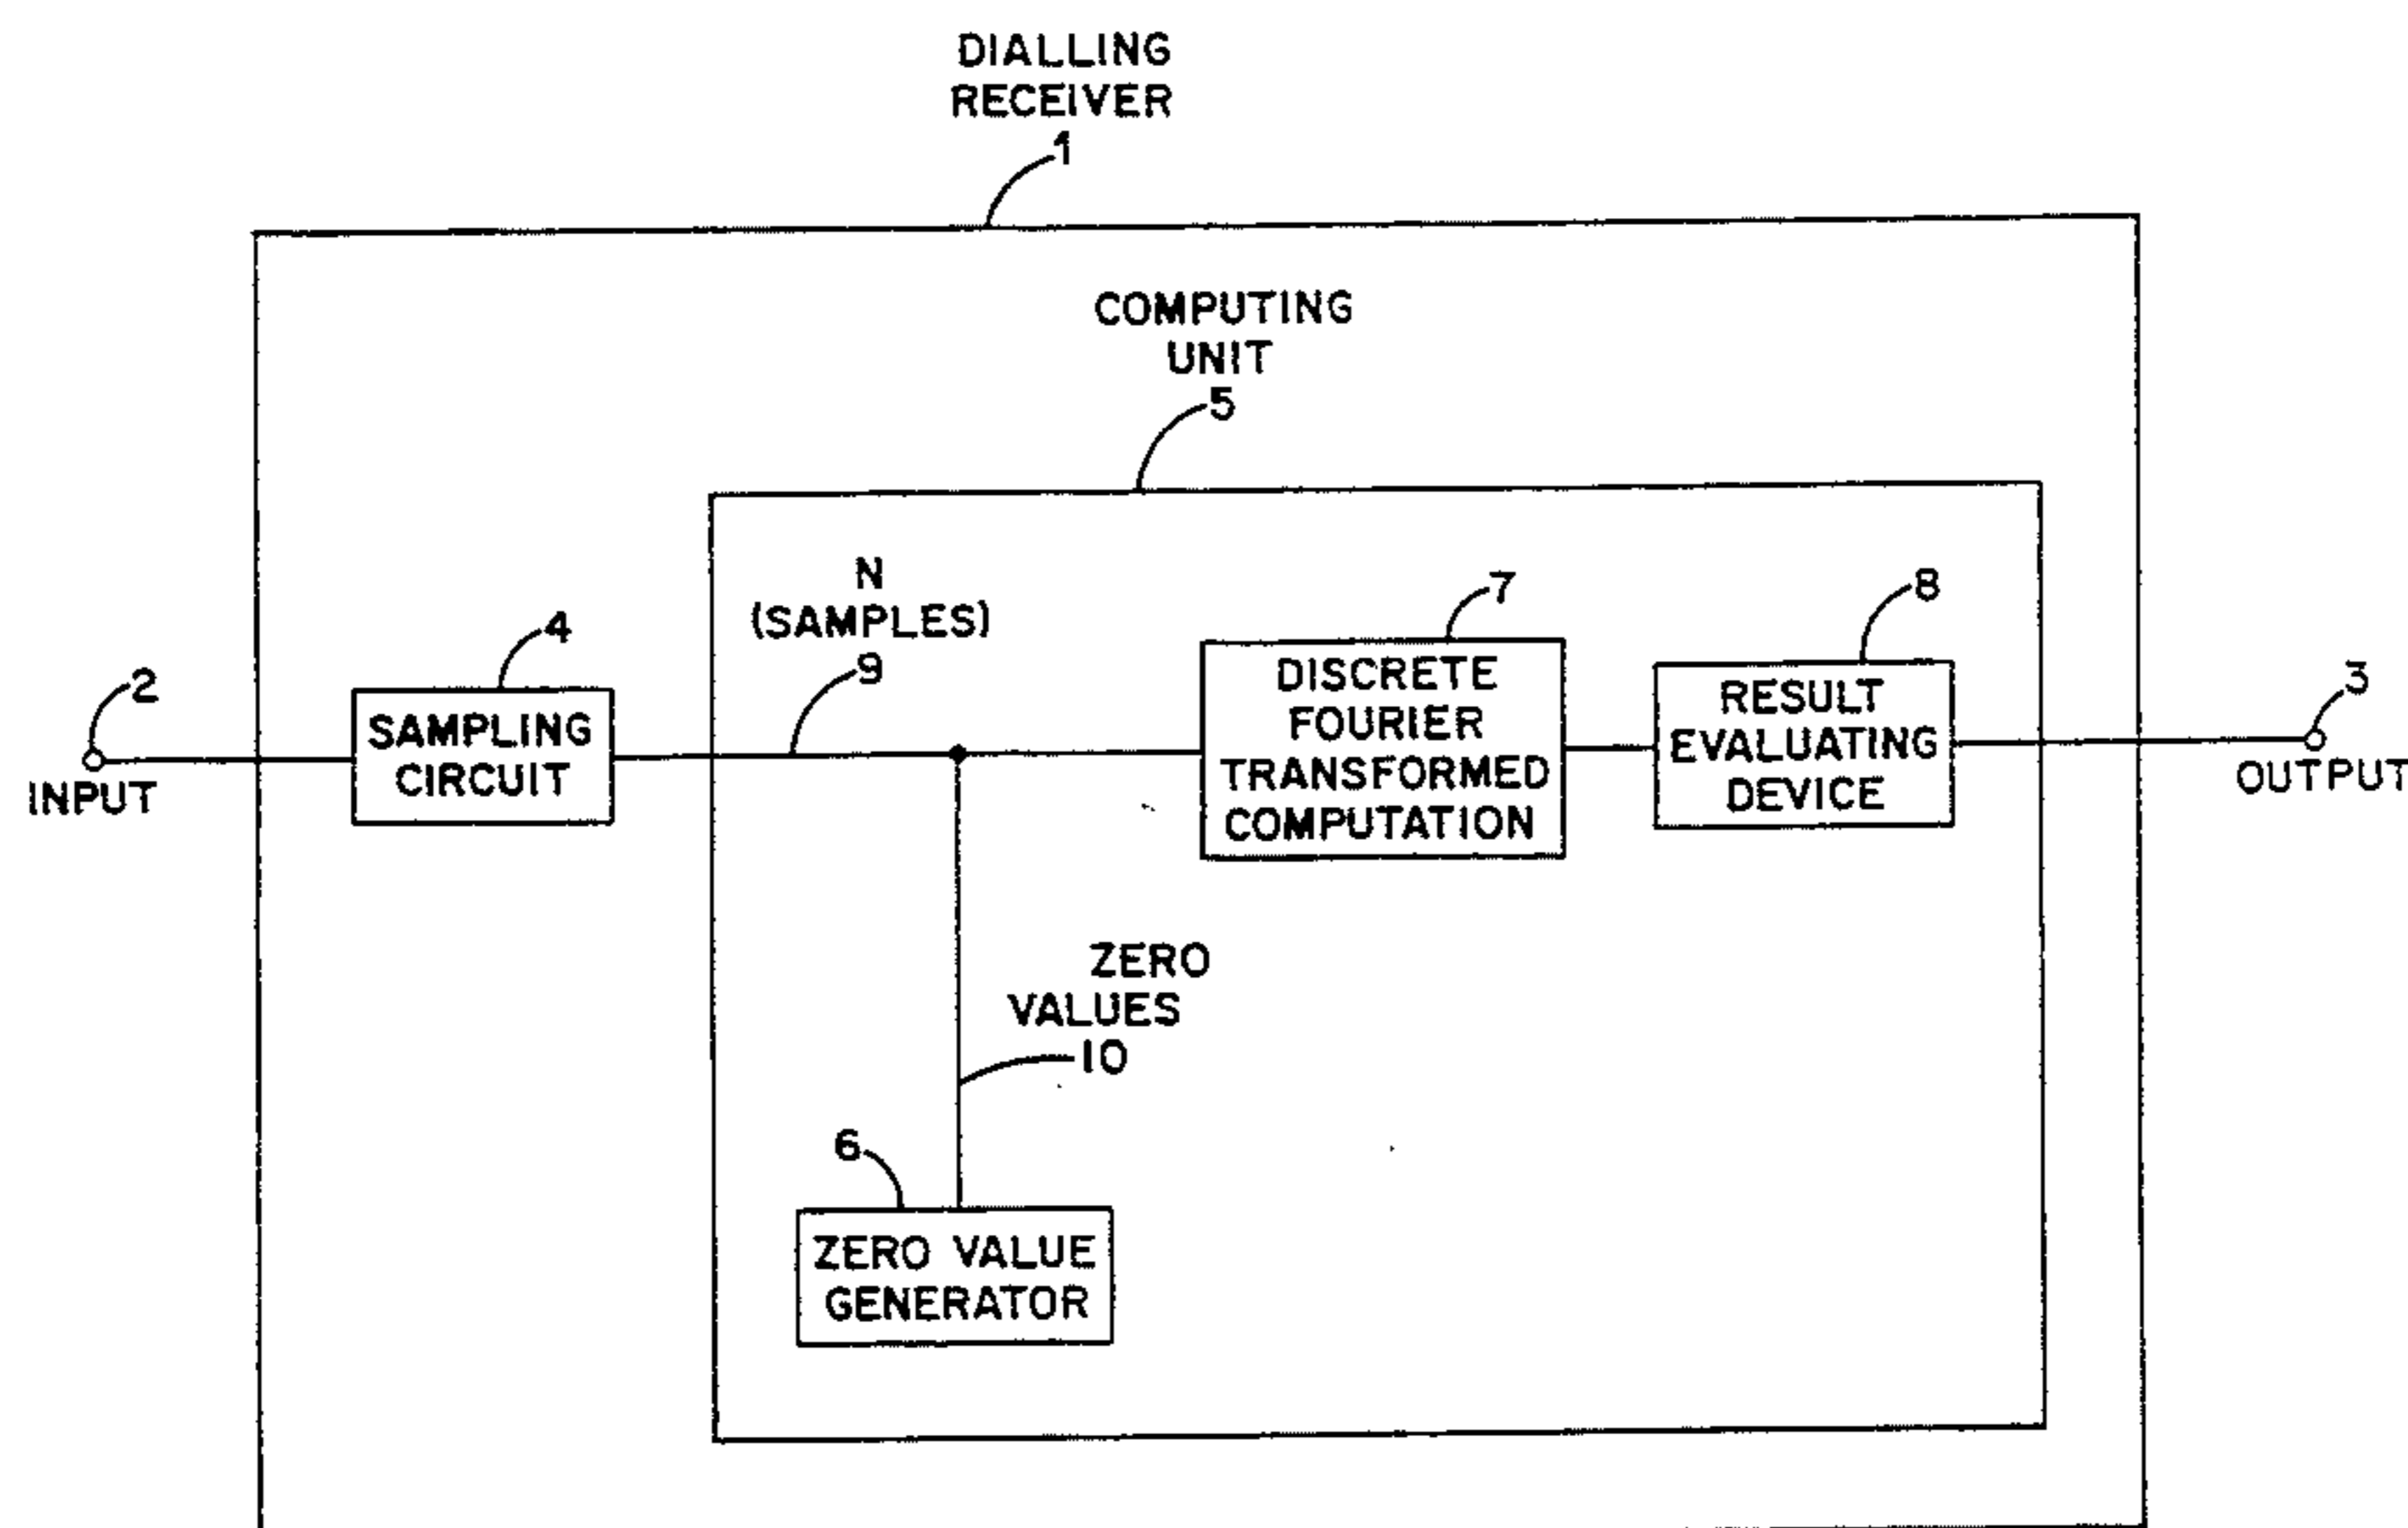 DIALLING
RECEIVER
1
COMPUTING
UNIT
5
N
(SAMPLES)
9
7
8
4
2
3
SAMPLING
CIRCUIT
INPUT
DISCRETE
FOURIER
TRANSFORMED
COMPUTATION
RESULT
EVALUATING
DEVICE
OUTPUT
ZERO
VALUES
10
6
ZERO VALUE
GENERATOR